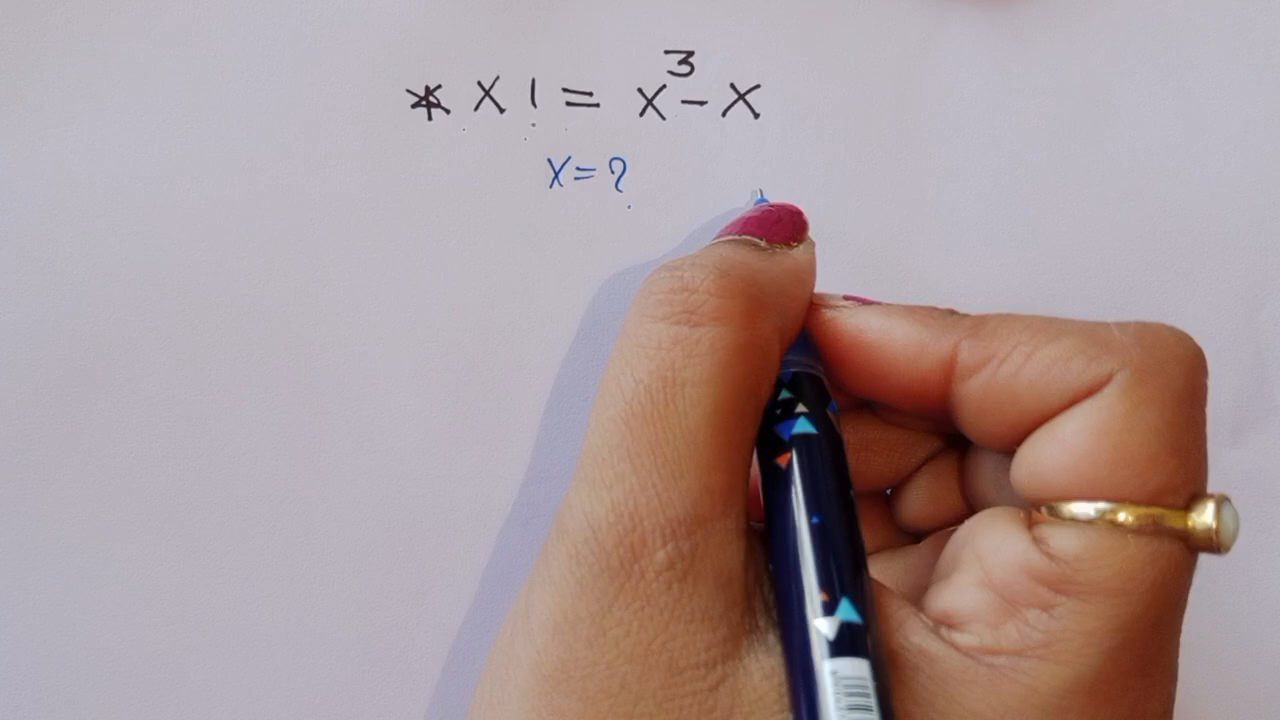 * x! = x³ - x
x = ?